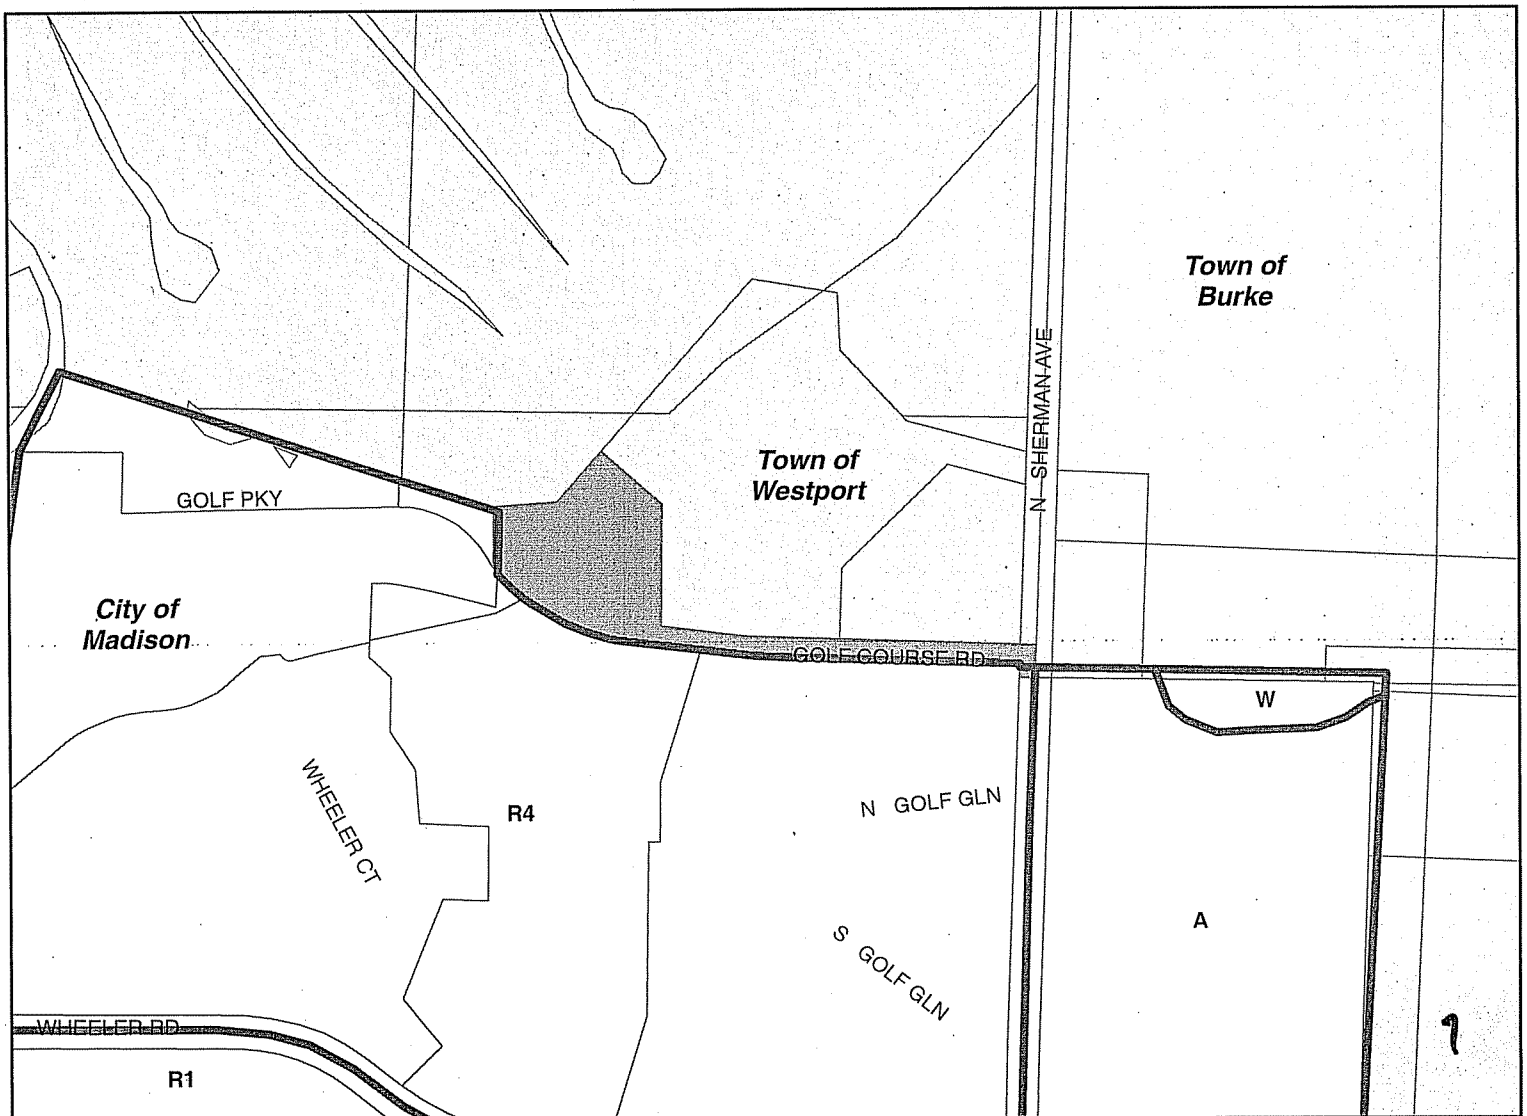 Town of
Burke
N SHERMAN AVE
Town of
Westport
GOLF PKY
City of
Madison
GOLF COURSE RD
W
WHEELER CT
R4
N GOLF GLN
S GOLF GLN
A
WHEELER RD
R1
1